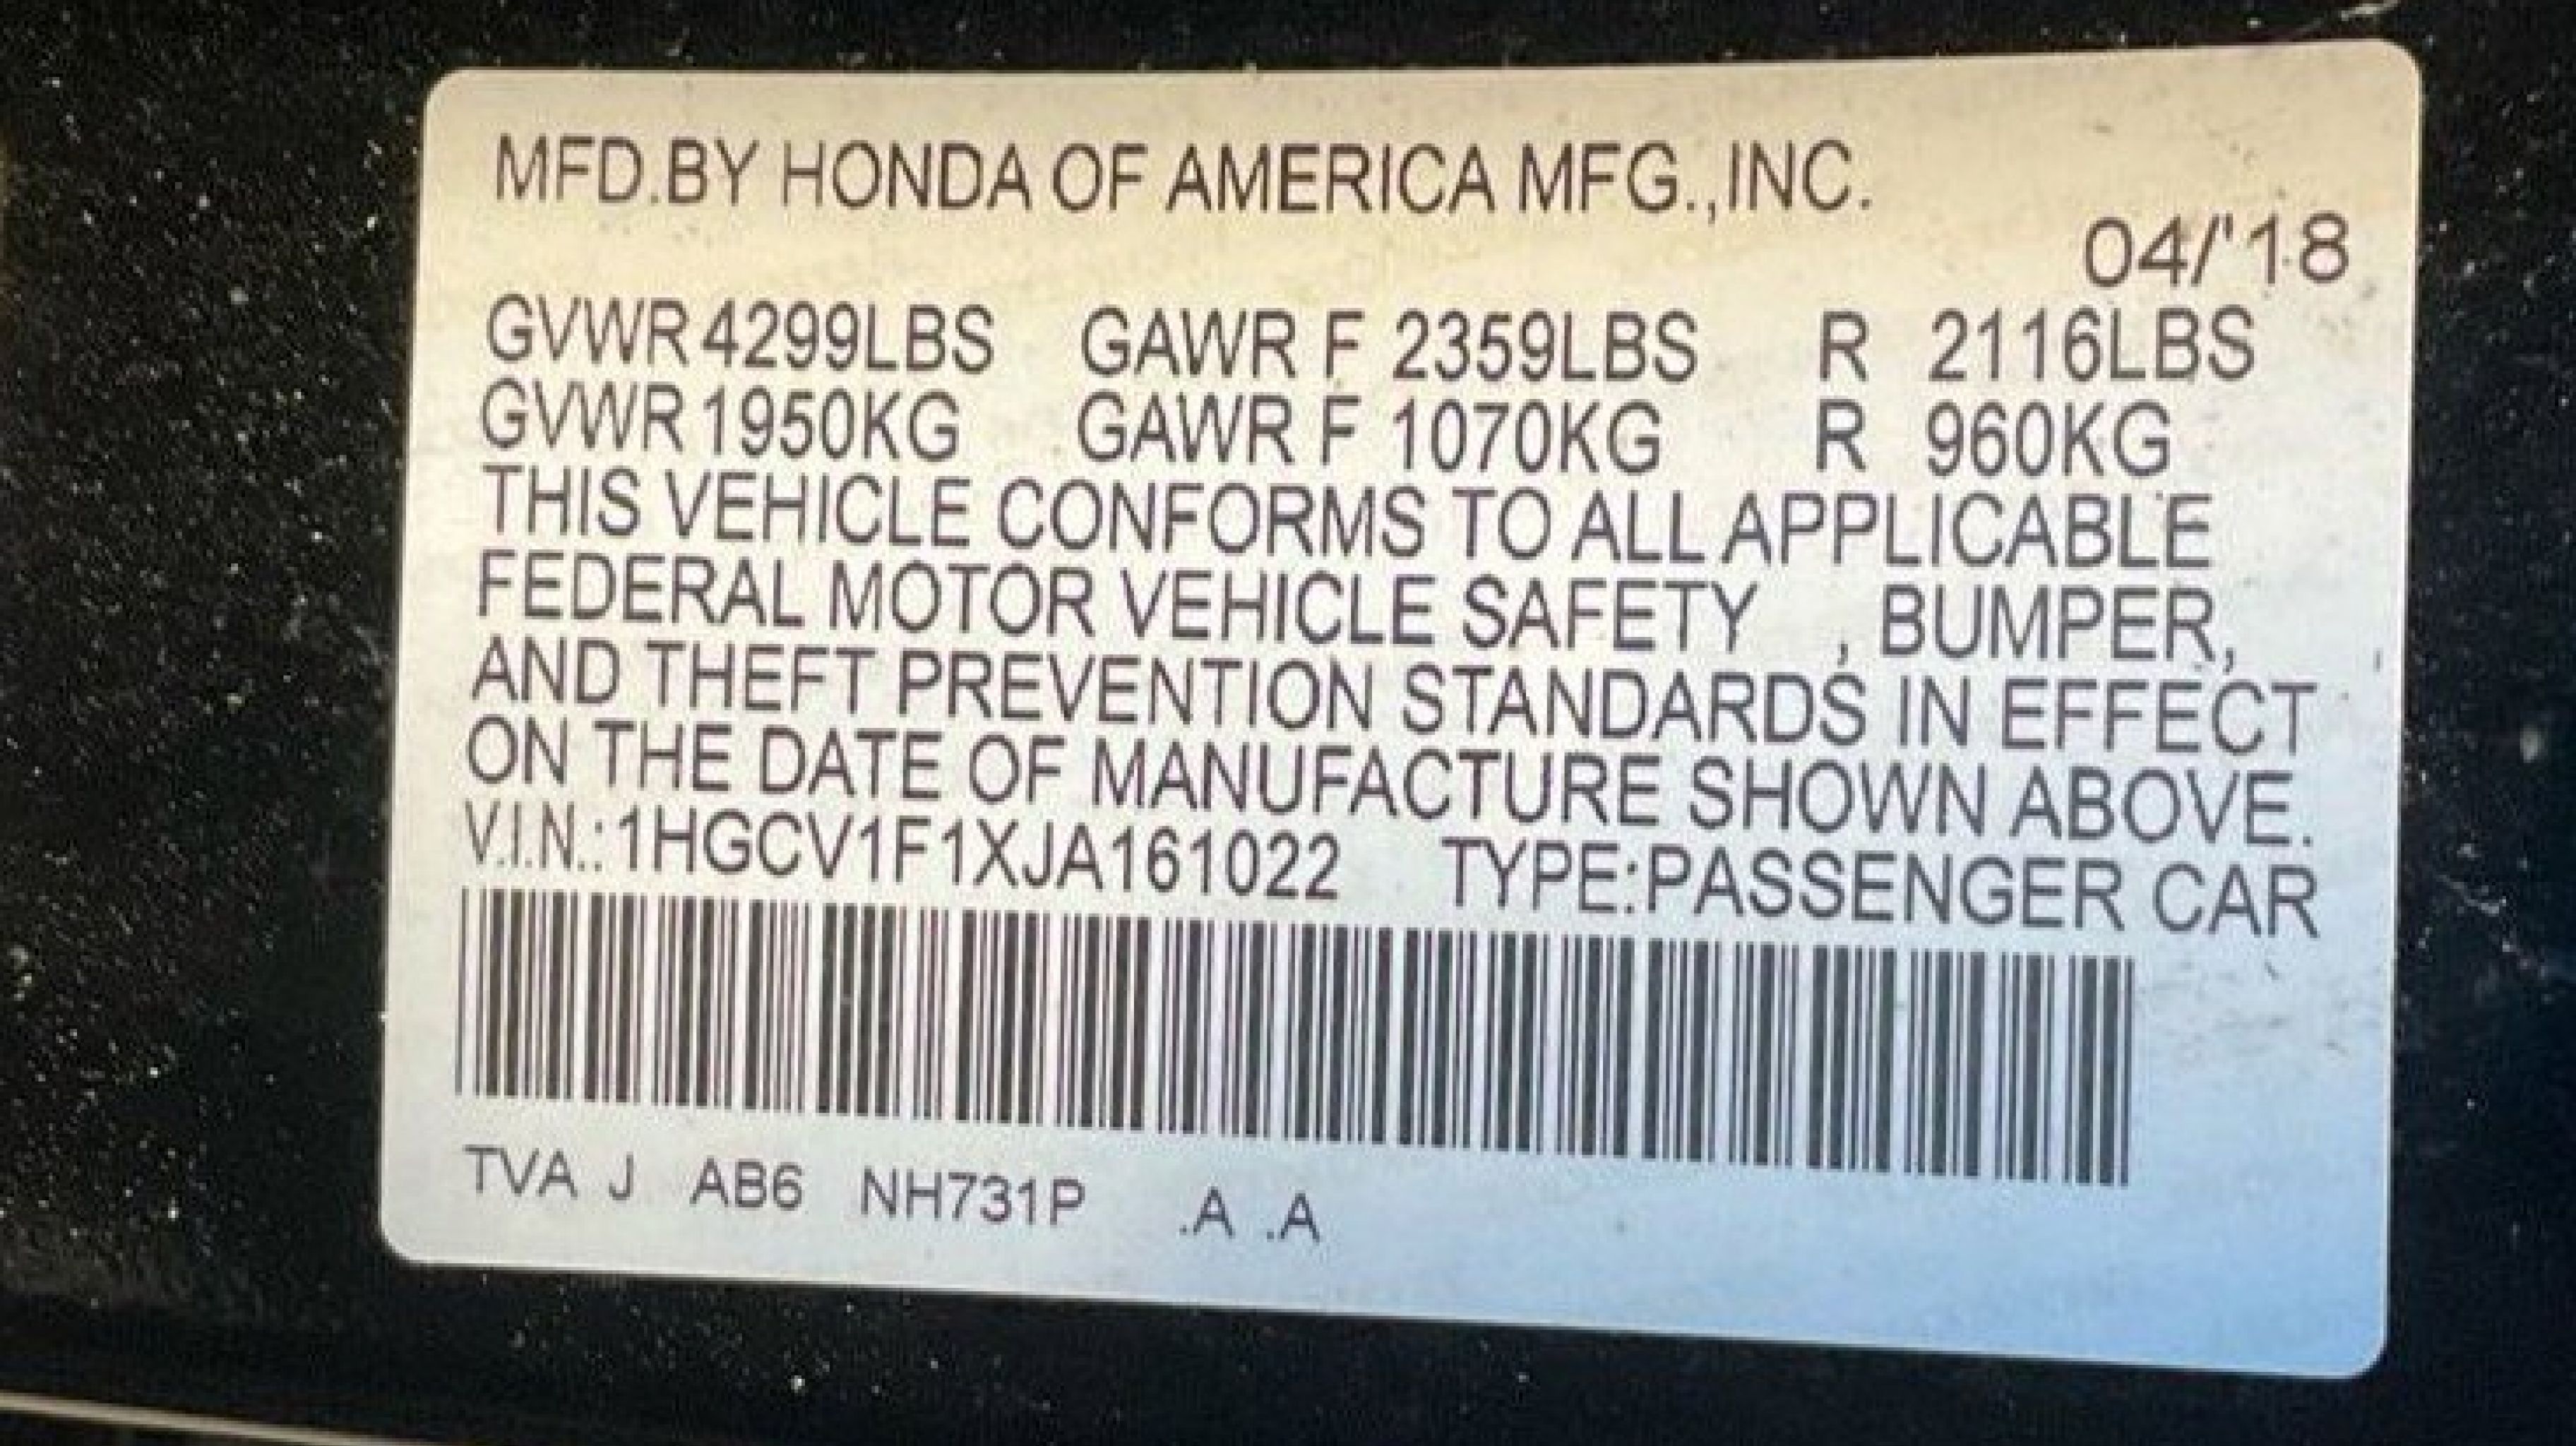 MFD.BY HONDA OF AMERICA MFG.,INC.
04/'18
GVWR 4299LBS GAWR F 2359LBS R 2116LBS
GVWR 1950KG GAWR F 1070KG R 960KG
THIS VEHICLE CONFORMS TO ALL APPLICABLE
FEDERAL MOTOR VEHICLE SAFETY , BUMPER,
AND THEFT PREVENTION STANDARDS IN EFFECT
ON THE DATE OF MANUFACTURE SHOWN ABOVE.
V.I.N.:1HGCV1F1XJA161022 TYPE:PASSENGER CAR
TVA J AB6 NH731P .A .A